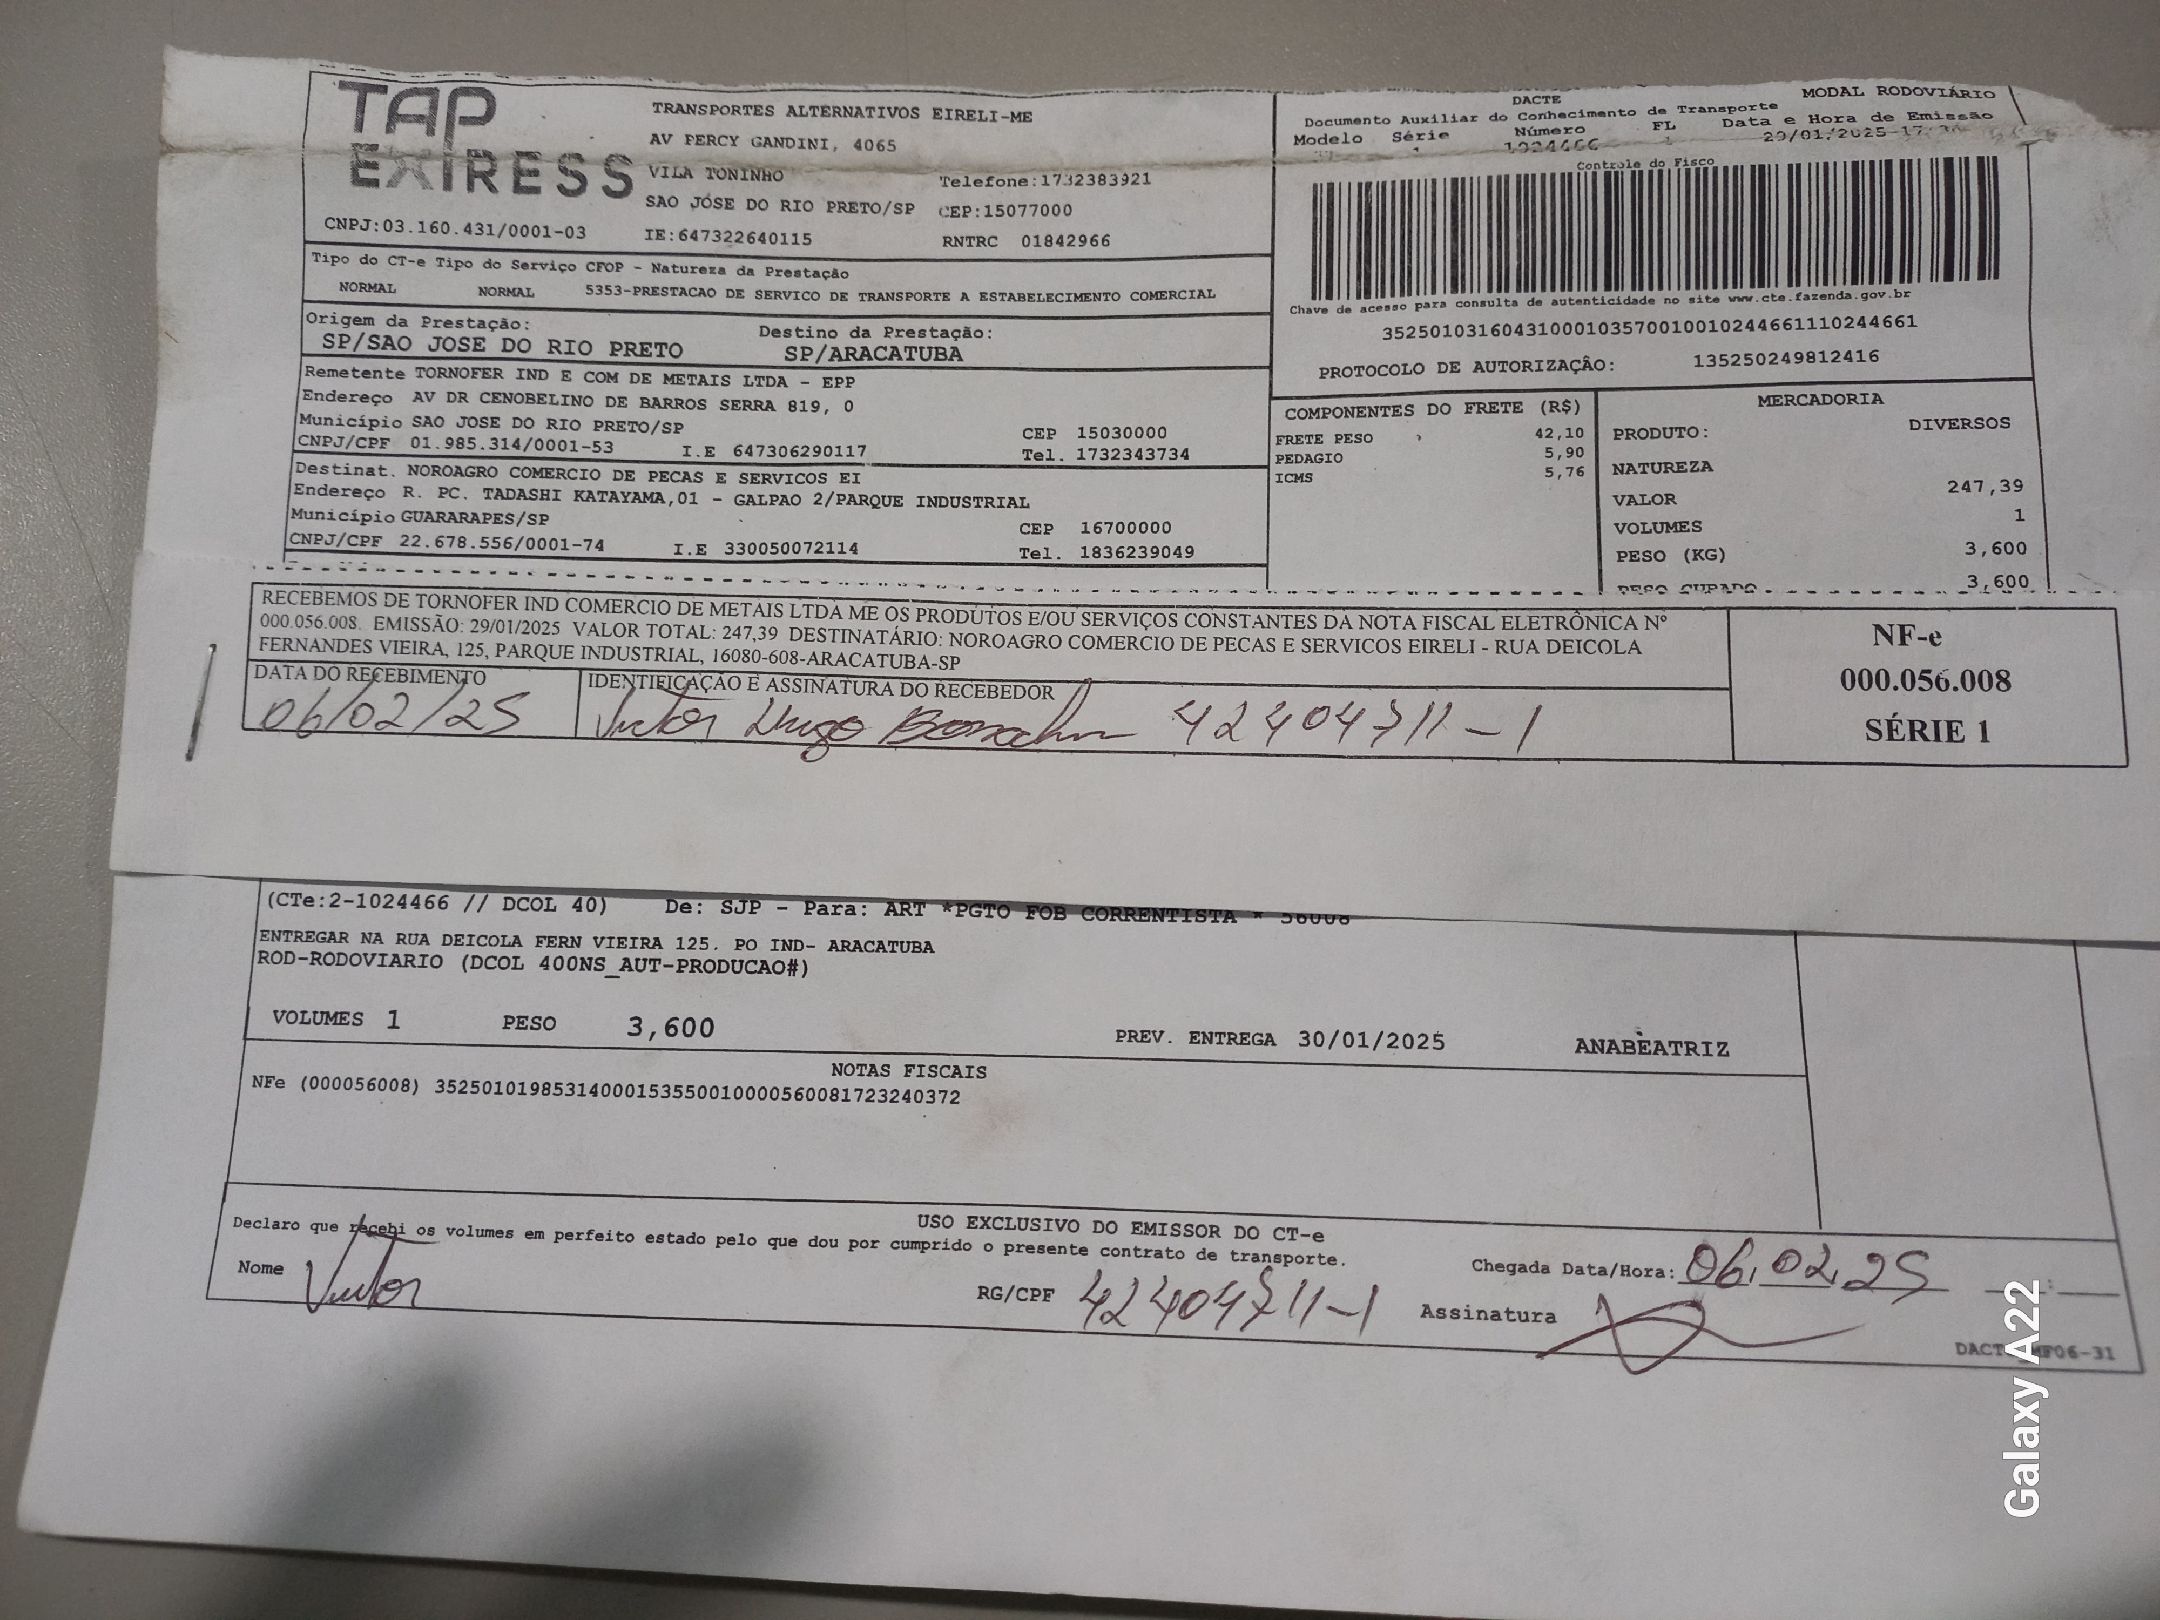 TAP
EXPRESS
TRANSPORTES ALTERNATIVOS EIRELI-ME
AV PERCY GANDINI, 4065
VILA TONINHO
Telefone:1732383921
SAO JOSE DO RIO PRETO/SP CEP:15077000
CNPJ:03.160.431/0001-03 IE:647322640115 RNTRC 01842966
DACTE MODAL RODOVIÁRIO
Documento Auxiliar do Conhecimento de Transporte
Modelo Série Número FL Data e Hora de Emissão
1 1024466 29/01/2025
Controle do Fisco
Chave de acesso para consulta de autenticidade no site www.cte.fazenda.gov.br
35250103160431000103570010010244661110244661
PROTOCOLO DE AUTORIZAÇÂO: 135250249812416
Tipo do CT-e Tipo do Serviço CFOP - Natureza da Prestação
NORMAL NORMAL 5353-PRESTACAO DE SERVICO DE TRANSPORTE A ESTABELECIMENTO COMERCIAL
Origem da Prestação: Destino da Prestação:
SP/SAO JOSE DO RIO PRETO SP/ARACATUBA
Remetente TORNOFER IND E COM DE METAIS LTDA - EPP
Endereço AV DR CENOBELINO DE BARROS SERRA 819, 0
Município SAO JOSE DO RIO PRETO/SP CEP 15030000
CNPJ/CPF 01.985.314/0001-53 I.E 647306290117 Tel. 1732343734
Destinat. NOROAGRO COMERCIO DE PECAS E SERVICOS EI
Endereço R. PC. TADASHI KATAYAMA,01 - GALPAO 2/PARQUE INDUSTRIAL
Município GUARARAPES/SP CEP 16700000
CNPJ/CPF 22.678.556/0001-74 I.E 330050072114 Tel. 1836239049
COMPONENTES DO FRETE (R$)
FRETE PESO 42,10
PEDAGIO 5,90
ICMS 5,76
MERCADORIA
PRODUTO: DIVERSOS
NATUREZA
VALOR 247,39
VOLUMES 1
PESO (KG) 3,600
PESO CUBADO 3,600
RECEBEMOS DE TORNOFER IND COMERCIO DE METAIS LTDA ME OS PRODUTOS E/OU SERVIÇOS CONSTANTES DA NOTA FISCAL ELETRÔNICA Nº
000.056.008. EMISSÃO: 29/01/2025 VALOR TOTAL: 247,39 DESTINATÁRIO: NOROAGRO COMERCIO DE PECAS E SERVICOS EIRELI - RUA DEICOLA
FERNANDES VIEIRA, 125, PARQUE INDUSTRIAL, 16080-608-ARACATUBA-SP
DATA DO RECEBIMENTO IDENTIFICAÇÃO E ASSINATURA DO RECEBEDOR
06/02/25 Victor Hugo 42404711-1
NF-e
000.056.008
SÉRIE 1
(CTe:2-1024466 // DCOL 40) De: SJP - Para: ART *PGTO FOB CORRENTISTA * 56008
ENTREGAR NA RUA DEICOLA FERN VIEIRA 125. PO IND- ARACATUBA
ROD-RODOVIARIO (DCOL 400NS_AUT-PRODUCAO#)
VOLUMES 1 PESO 3,600 PREV. ENTREGA 30/01/2025 ANABEATRIZ
NOTAS FISCAIS
NFe (000056008) 35250101985314000153550010000560081723240372
USO EXCLUSIVO DO EMISSOR DO CT-e
Declaro que recebi os volumes em perfeito estado pelo que dou por cumprido o presente contrato de transporte.
Nome Victor RG/CPF 42404711-1 Chegada Data/Hora: 06.02.25
Assinatura
Galaxy A22